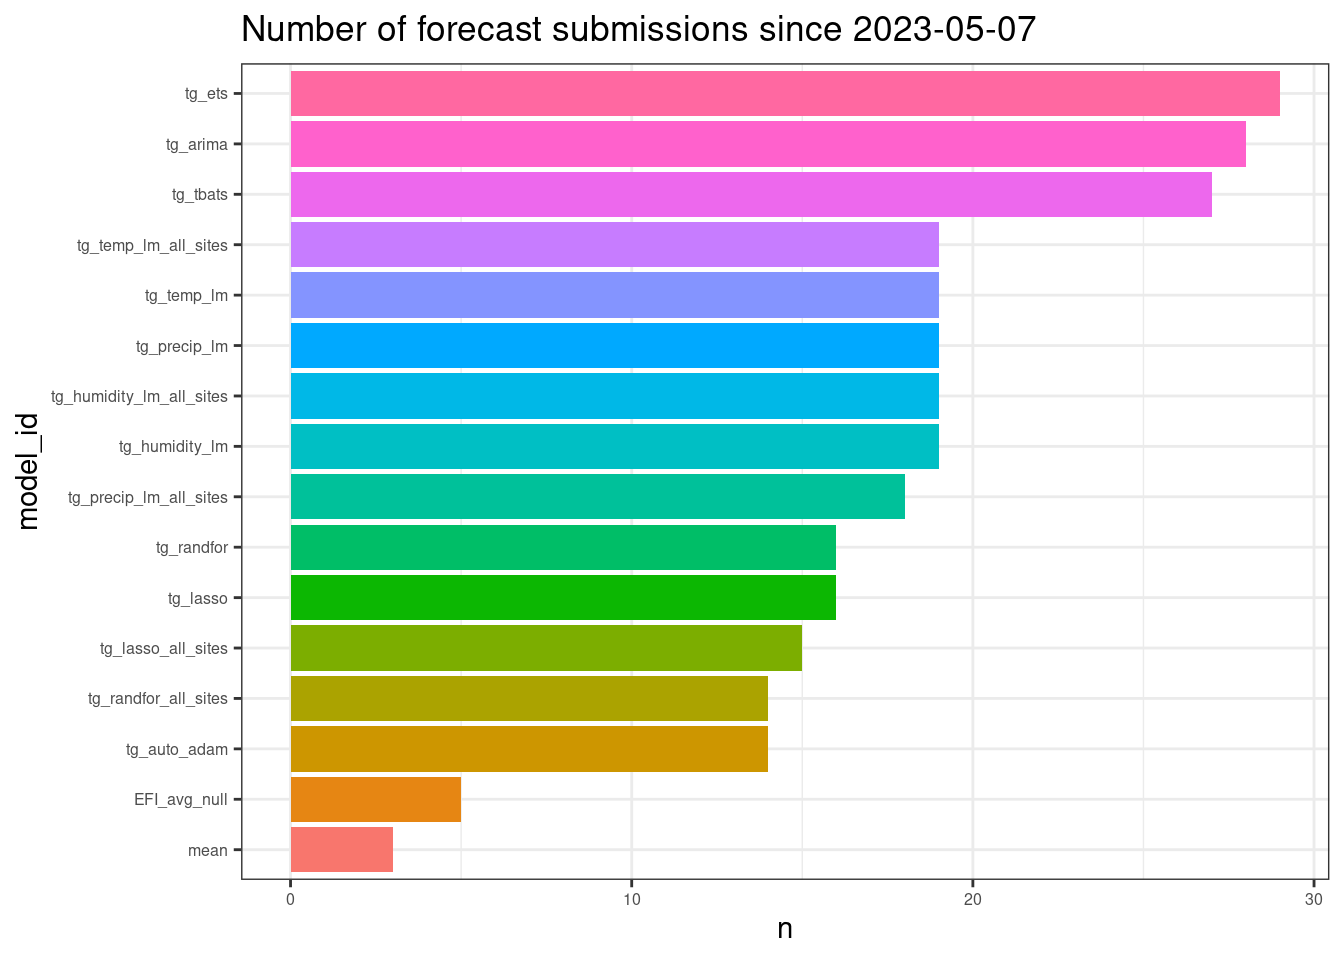 Number of forecast submissions since 2023-05-07
tg_ets
tg_arima
tg_tbats
tg_temp_lm_all_sites
tg_temp_lm
tg_precip_lm
tg_humidity_lm_all_sites
tg_humidity_lm
tg_precip_lm_all_sites
tg_randfor
tg_lasso
tg_lasso_all_sites
tg_randfor_all_sites
tg_auto_adam
EFI_avg_null
mean
model_id
0 10 20 30
n